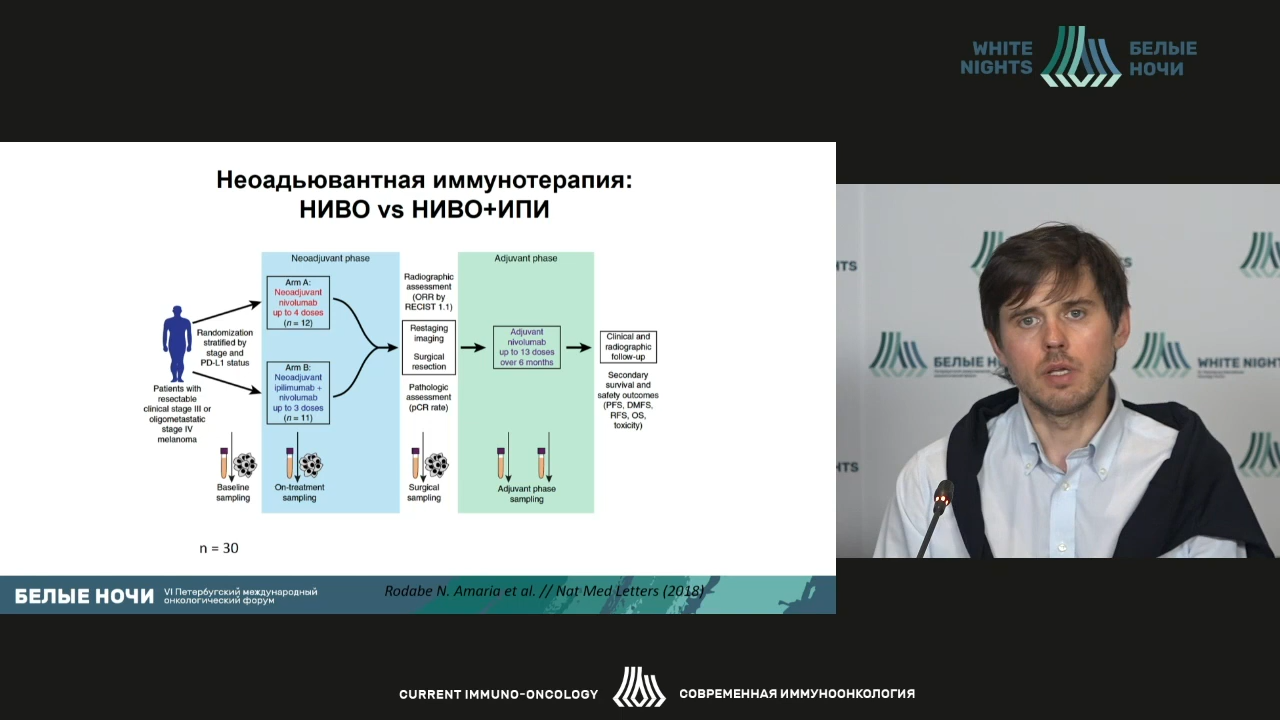 WHITE
NIGHTS
БЕЛЫЕ
НОЧИ
Неоадьювантная иммунотерапия:
НИВО vs НИВО+ИПИ
Neoadjuvant phase
Adjuvant phase
Arm A:
Neoadjuvant
nivolumab
up to 4 doses
(n = 12)
Radiographic
assessment
(ORR by
RECIST 1.1)
Randomization
stratified by
stage and
PD-L1 status
Restaging
imaging
Surgical
resection
Adjuvant
nivolumab
up to 13 doses
over 6 months
Clinical and
radiographic
follow-up
Arm B:
Neoadjuvant
ipilimumab +
nivolumab
up to 3 doses
(n = 11)
Patients with
resectable
clinical stage III or
oligometastatic
stage IV
melanoma
Pathologic
assessment
(pCR rate)
Secondary
survival and
safety outcomes
(PFS, DMFS,
RFS, OS,
toxicity)
Baseline
sampling
On-treatment
sampling
Surgical
sampling
Adjuvant phase
sampling
n = 30
БЕЛЫЕ НОЧИ
VI Петербургский международный
онкологический форум
Rodabe N. Amaria et al. // Nat Med Letters (2018)
БЕЛЫЕ НО
WHITE NIGHTS
CURRENT IMMUNO-ONCOLOGY
СОВРЕМЕННАЯ ИММУНООНКОЛОГИЯ